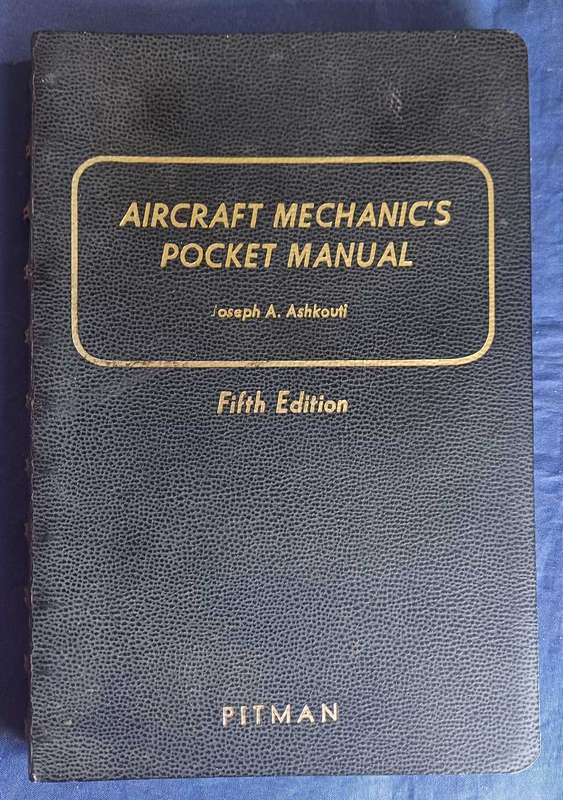 AIRCRAFT MECHANIC'S
POCKET MANUAL
Joseph A. Ashkouti
Fifth Edition
PITMAN